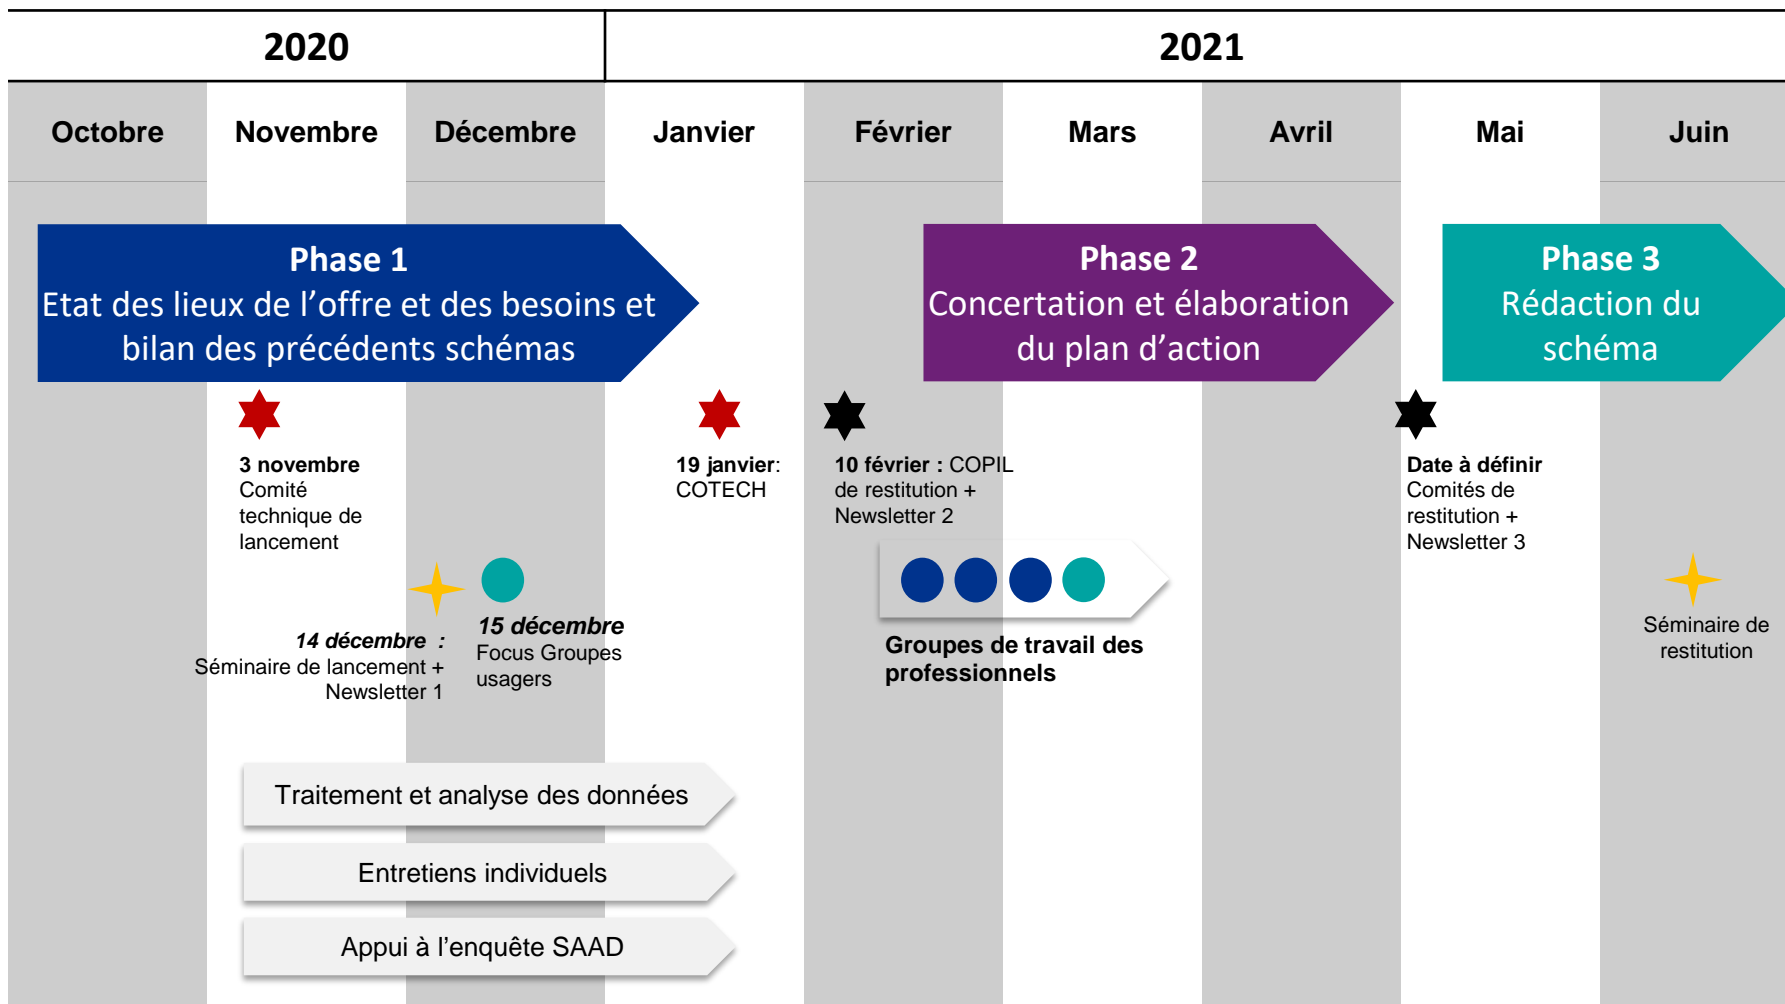 2020
2021
Octobre
Novembre
Décembre
Janvier
Février
Mars
Avril
Mai
Juin
Phase 1
Etat des lieux de l’offre et des besoins et
bilan des précédents schémas
Phase 2
Concertation et élaboration
du plan d’action
Phase 3
Rédaction du
schéma
3 novembre
Comité
technique de
lancement
19 janvier:
COTECH
10 février : COPIL
de restitution +
Newsletter 2
Date à définir
Comités de
restitution +
Newsletter 3
14 décembre :
Séminaire de lancement +
Newsletter 1
15 décembre
Focus Groupes
usagers
Groupes de travail des
professionnels
Séminaire de
restitution
Traitement et analyse des données
Entretiens individuels
Appui à l’enquête SAAD